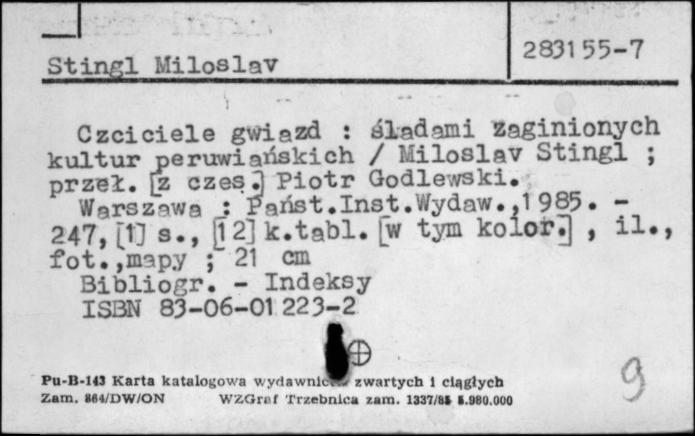 283155-7
Stingl Miloslav
Czciciele gwiazd : śladami zaginionych
kultur peruwiańskich / Miloslav Stingl ;
przeł. [z czes.] Piotr Godlewski.
Warszawa : Państ.Inst.Wydaw.,1985. -
247, [1] s., [12] k.tabl. [w tym kolor.] , il.,
fot.,mapy ; 21 cm
Bibliogr. - Indeksy
ISBN 83-06-01223-2
Pu-B-143 Karta katalogowa zwartych i ciągłych
Zam. 864/DW/ON WZGraf Trzebnica zam. 1337/85 5.980.000
9